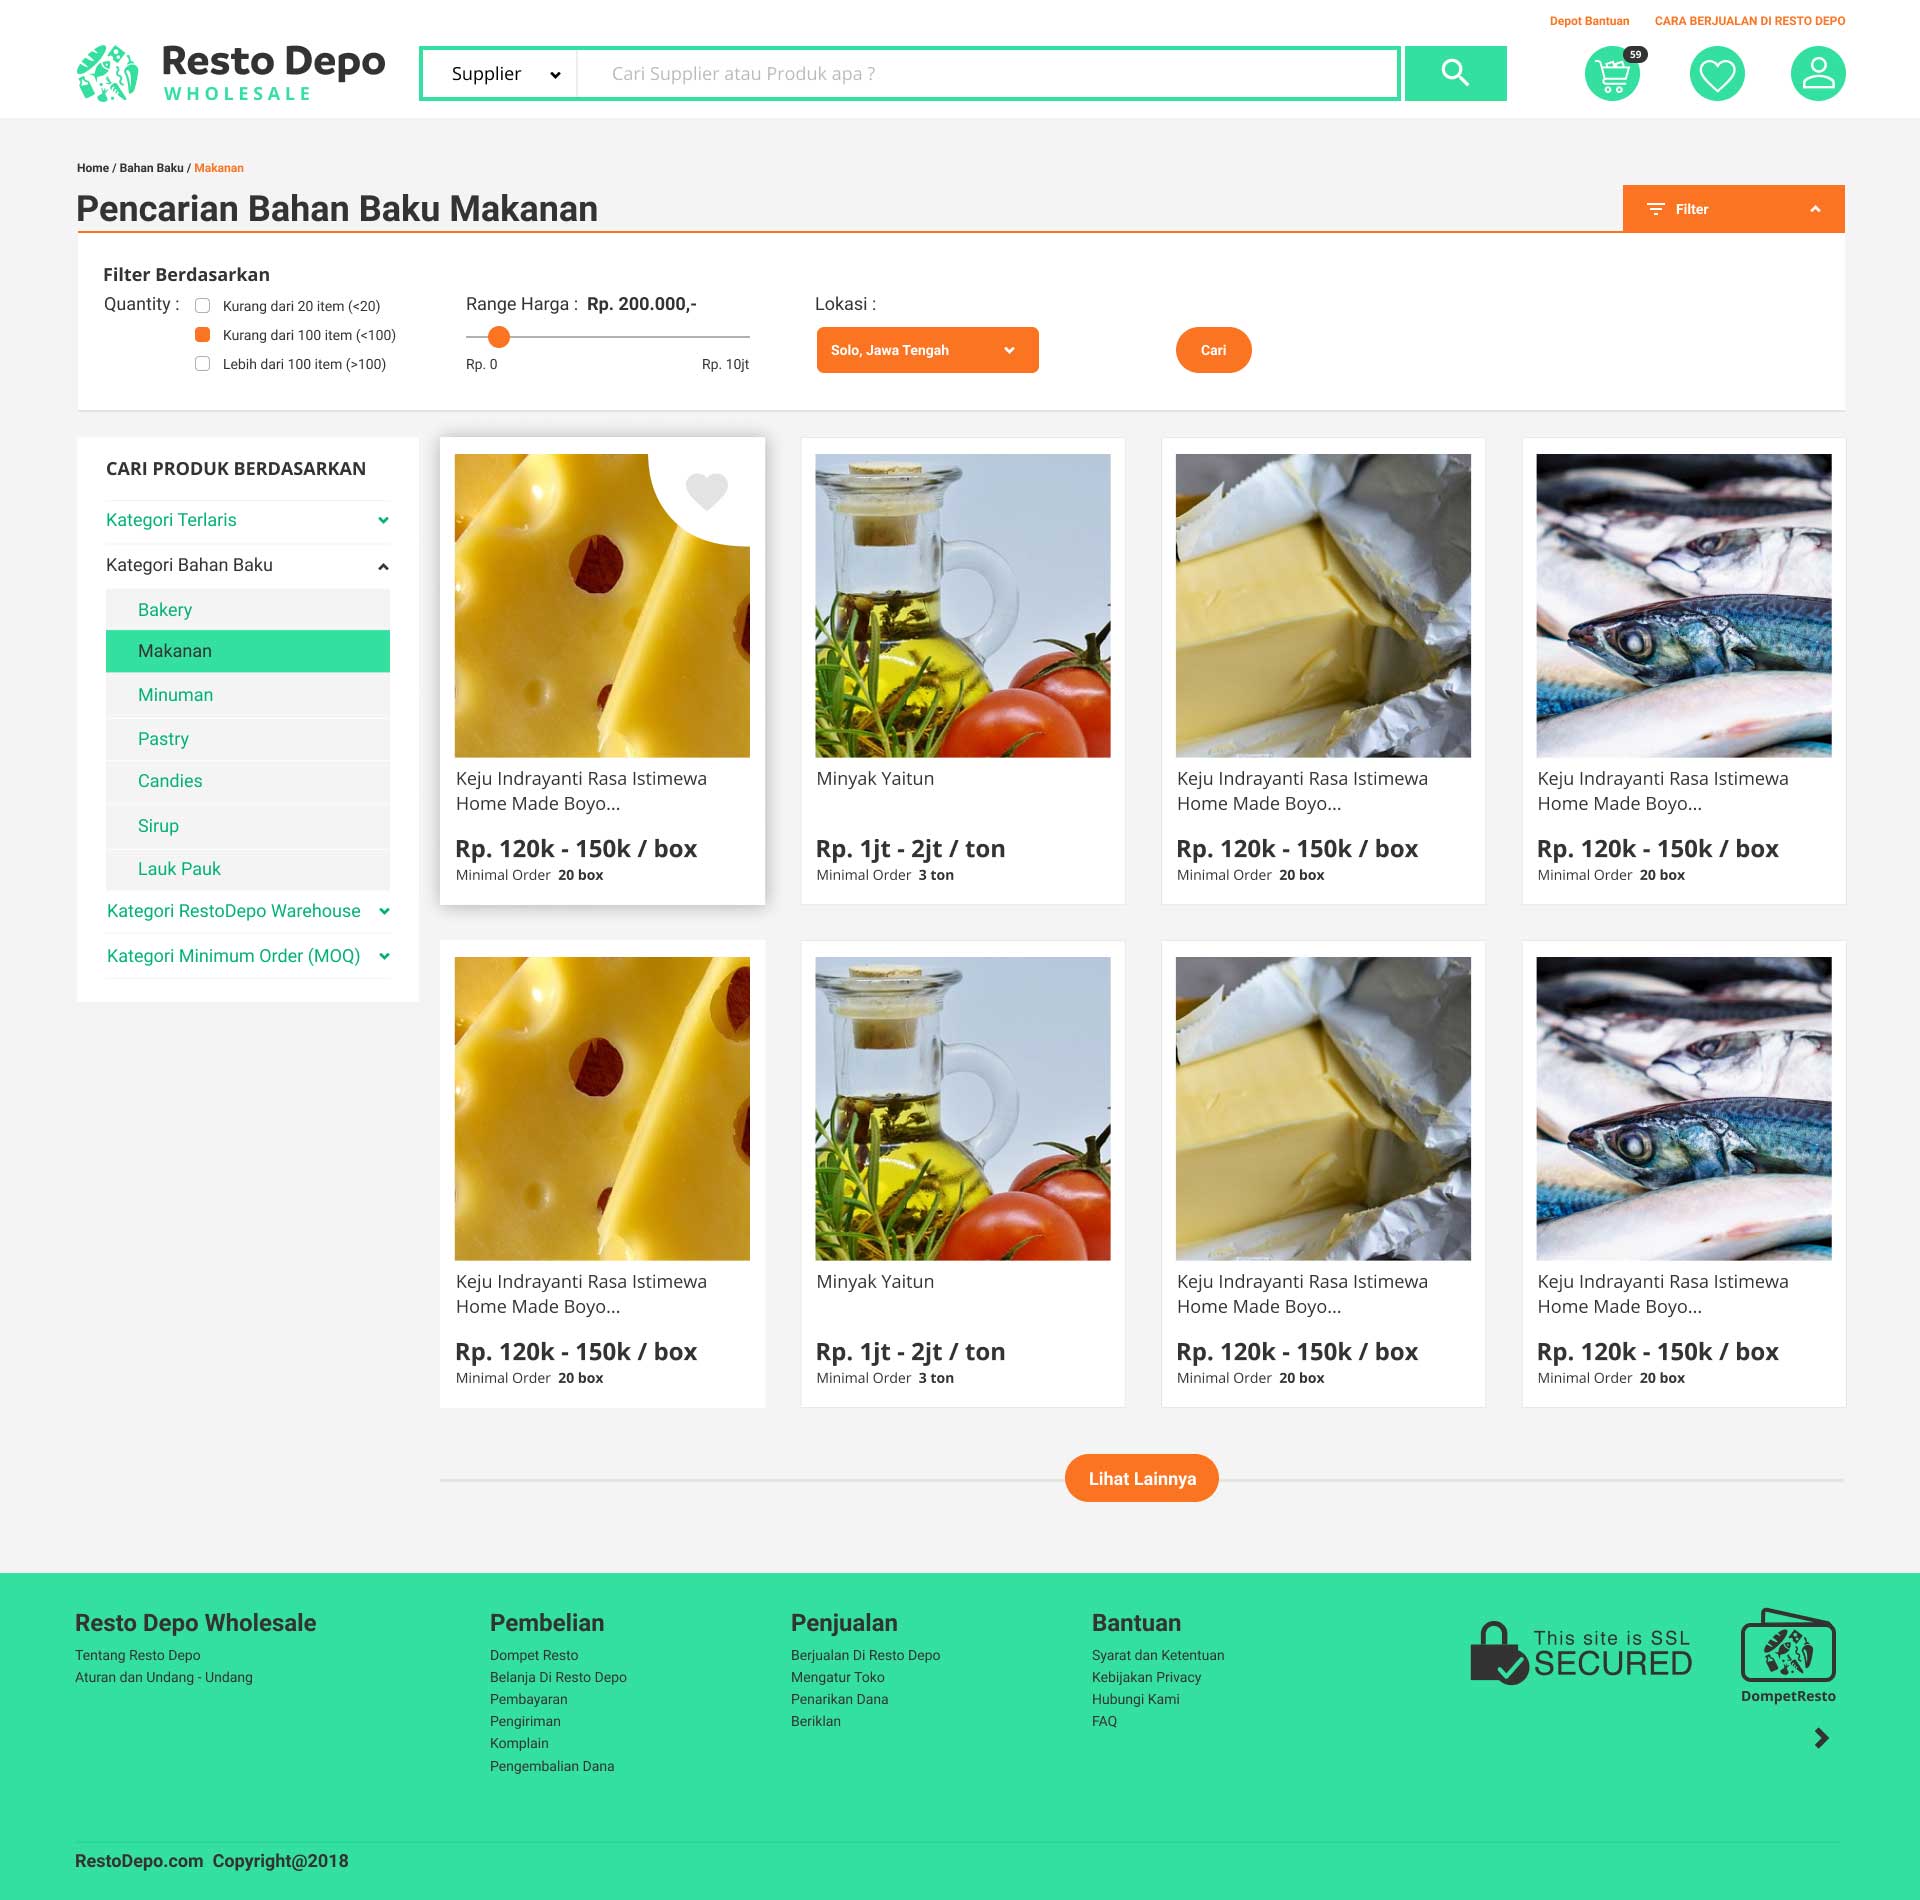 Depot Bantuan
CARA BERJUALAN DI RESTO DEPO
Resto Depo
WHOLESALE
Supplier
Cari Supplier atau Produk apa ?
59
Home / Bahan Baku / Makanan
Pencarian Bahan Baku Makanan
Filter
Filter Berdasarkan
Quantity :
Kurang dari 20 item (<20)
Kurang dari 100 item (<100)
Lebih dari 100 item (>100)
Range Harga : Rp. 200.000,-
Rp. 0
Rp. 10jt
Lokasi :
Solo, Jawa Tengah
Cari
CARI PRODUK BERDASARKAN
Kategori Terlaris
Kategori Bahan Baku
Bakery
Makanan
Minuman
Pastry
Candies
Sirup
Lauk Pauk
Kategori RestoDepo Warehouse
Kategori Minimum Order (MOQ)
Keju Indrayanti Rasa Istimewa
Home Made Boyo...
Rp. 120k - 150k / box
Minimal Order 20 box
Minyak Yaitun
Rp. 1jt - 2jt / ton
Minimal Order 3 ton
Keju Indrayanti Rasa Istimewa
Home Made Boyo...
Rp. 120k - 150k / box
Minimal Order 20 box
Keju Indrayanti Rasa Istimewa
Home Made Boyo...
Rp. 120k - 150k / box
Minimal Order 20 box
Keju Indrayanti Rasa Istimewa
Home Made Boyo...
Rp. 120k - 150k / box
Minimal Order 20 box
Minyak Yaitun
Rp. 1jt - 2jt / ton
Minimal Order 3 ton
Keju Indrayanti Rasa Istimewa
Home Made Boyo...
Rp. 120k - 150k / box
Minimal Order 20 box
Keju Indrayanti Rasa Istimewa
Home Made Boyo...
Rp. 120k - 150k / box
Minimal Order 20 box
Lihat Lainnya
Resto Depo Wholesale
Tentang Resto Depo
Aturan dan Undang - Undang
Pembelian
Dompet Resto
Belanja Di Resto Depo
Pembayaran
Pengiriman
Komplain
Pengembalian Dana
Penjualan
Berjualan Di Resto Depo
Mengatur Toko
Penarikan Dana
Beriklan
Bantuan
Syarat dan Ketentuan
Kebijakan Privacy
Hubungi Kami
FAQ
This site is SSL
SECURED
DompetResto
RestoDepo.com Copyright@2018